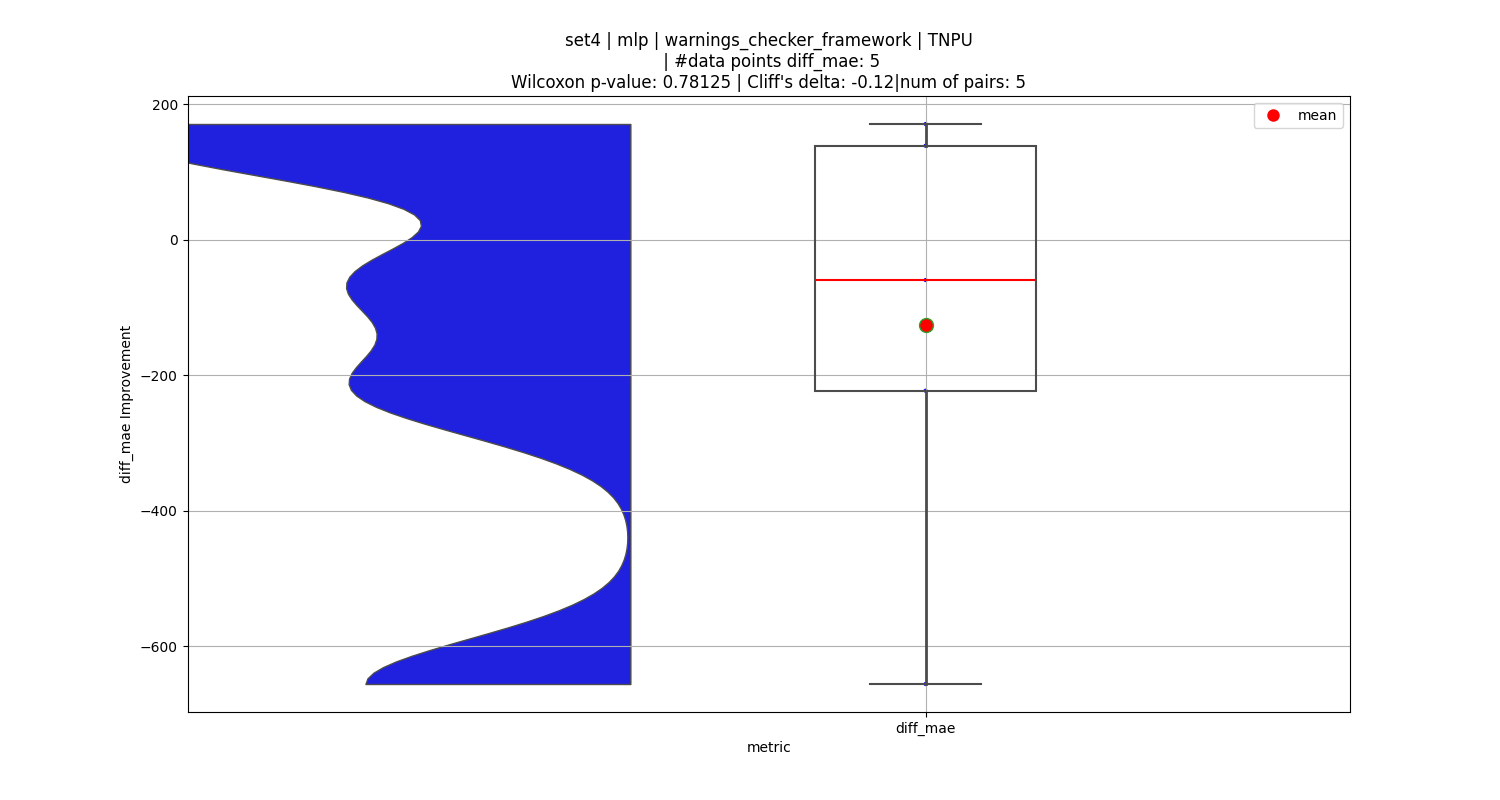 set4 | mlp | warnings_checker_framework | TNPU
| #data points diff_mae: 5
Wilcoxon p-value: 0.78125 | Cliff's delta: -0.12|num of pairs: 5
mean
200
0
−200
−400
−600
diff_mae Improvement
diff_mae
metric